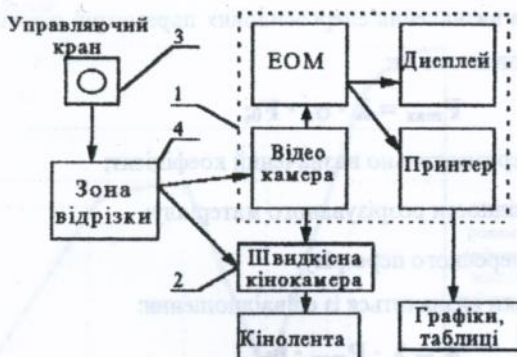 Управляючий
кран
3
1
4
2
ЕОМ
Дисплей
Відео
камера
Принтер
Зона
відрізки
Швидкісна
кінокамера
Кінолента
Графіки,
таблиці